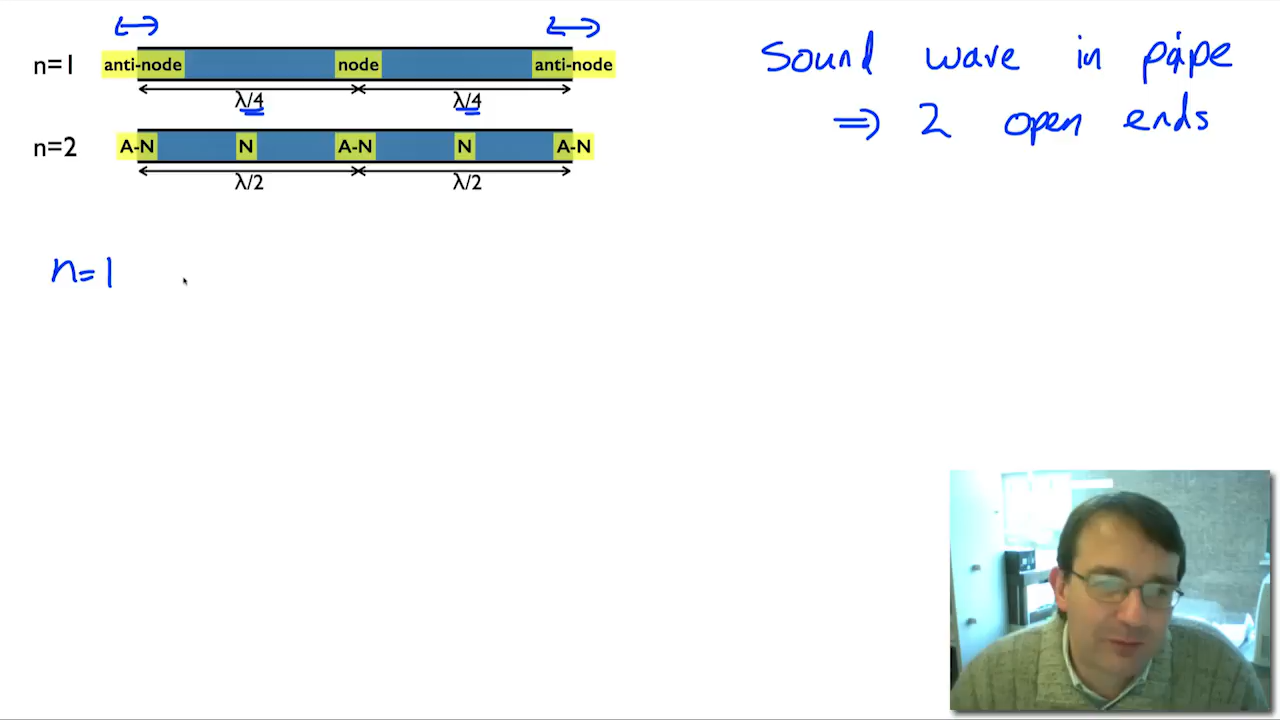 n=1 anti-node node anti-node
λ/4 λ/4
n=2 A-N N A-N N A-N
λ/2 λ/2
Sound wave in pipe
⇒ 2 open ends
n=1